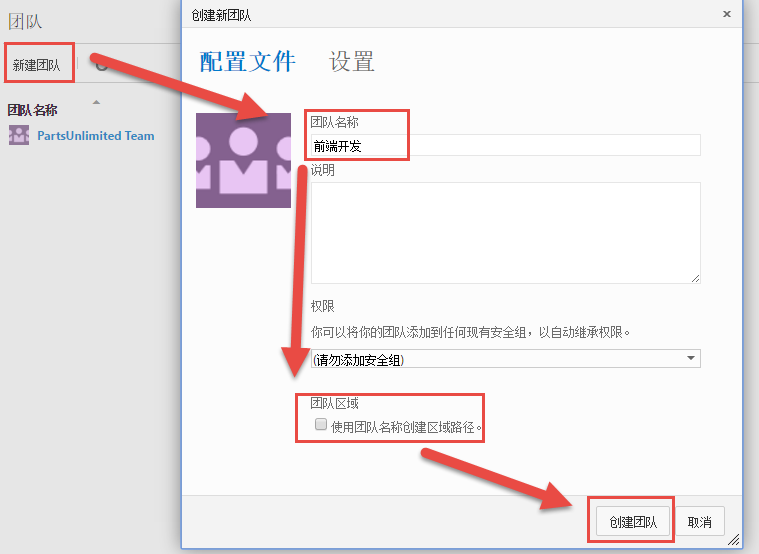 团队
新建团队
团队名称
PartsUnlimited Team
创建新团队
×
配置文件 设置
团队名称
前端开发
说明
权限
你可以将你的团队添加到任何现有安全组，以自动继承权限。
(请勿添加安全组)
团队区域
使用团队名称创建区域路径。
创建团队 取消